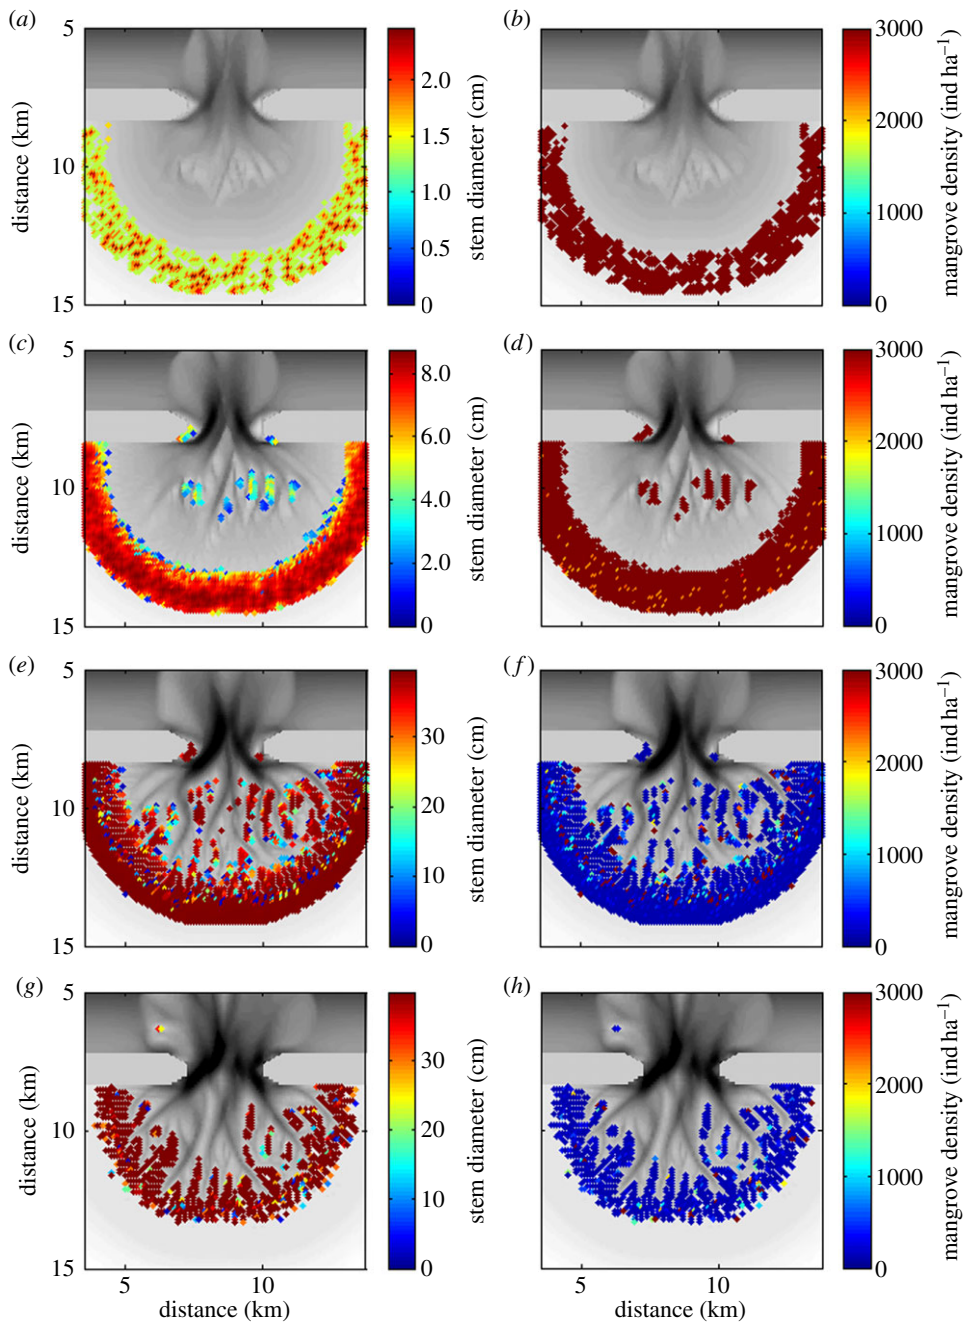 (a)
5
10
15
distance (km)
5
10
2.0
1.5
1.0
0.5
0
stem diameter (cm)
(b)
5
10
3000
2000
1000
0
mangrove density (ind ha⁻¹)
(c)
5
10
15
distance (km)
8.0
6.0
4.0
2.0
0
stem diameter (cm)
(d)
3000
2000
1000
0
mangrove density (ind ha⁻¹)
(e)
5
10
15
distance (km)
30
20
10
0
stem diameter (cm)
(f)
3000
2000
1000
0
mangrove density (ind ha⁻¹)
(g)
5
10
15
distance (km)
5
10
distance (km)
30
20
10
0
stem diameter (cm)
(h)
5
10
distance (km)
3000
2000
1000
0
mangrove density (ind ha⁻¹)